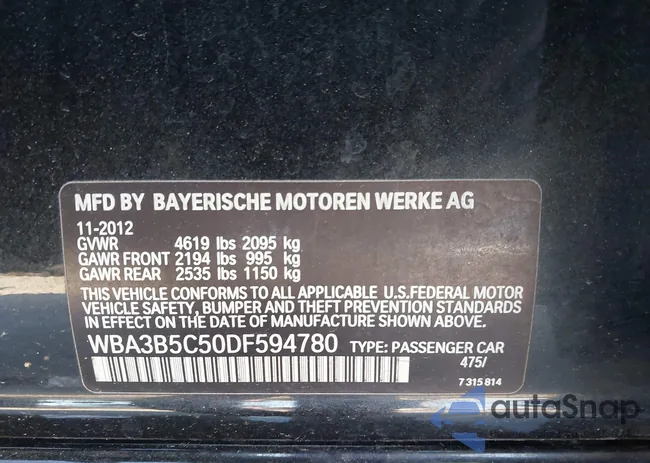 MFD BY BAYERISCHE MOTOREN WERKE AG
11-2012
GVWR 4619 lbs 2095 kg
GAWR FRONT 2194 lbs 995 kg
GAWR REAR 2535 lbs 1150 kg
THIS VEHICLE CONFORMS TO ALL APPLICABLE U.S.FEDERAL MOTOR
VEHICLE SAFETY, BUMPER AND THEFT PREVENTION STANDARDS
IN EFFECT ON THE DATE OF MANUFACTURE SHOWN ABOVE.
WBA3B5C50DF594780 TYPE: PASSENGER CAR
475/
7 315 814
autoSnap